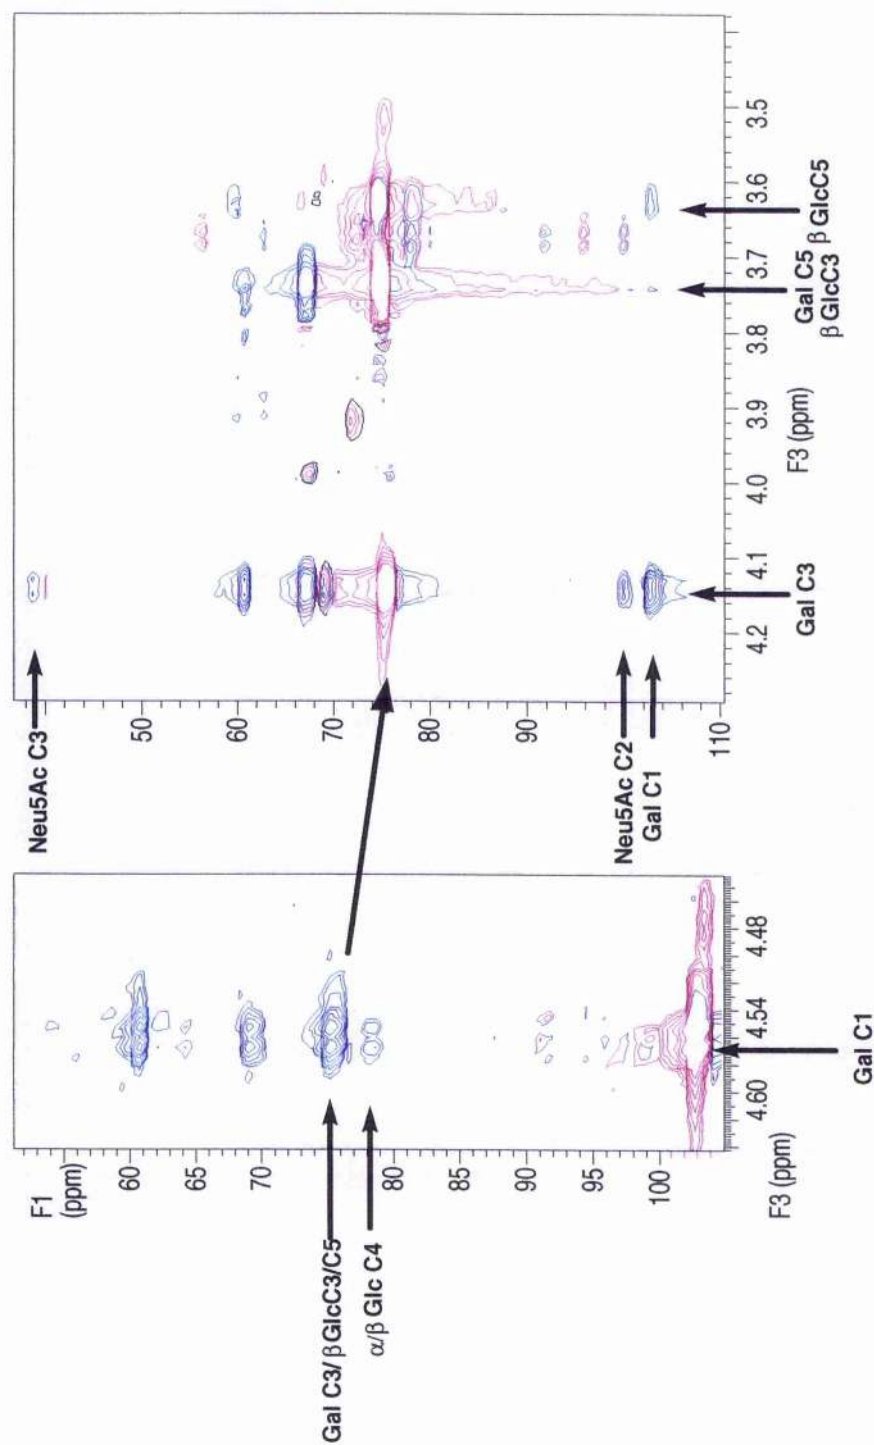 F1
(ppm)
60
70
80
85
90
95
100
Gal C3/ βGlcC3/C5
α/β Glc C4
4.48
4.54
4.60
F3 (ppm)
Gal C1
Neu5Ac C3
50
60
70
80
90
100
110
Neu5Ac C2
Gal C1
3.5
3.6
3.7
3.8
3.9
4.0
4.1
4.2
F3 (ppm)
β GlcC5
Gal C5
β GlcC3
Gal C3